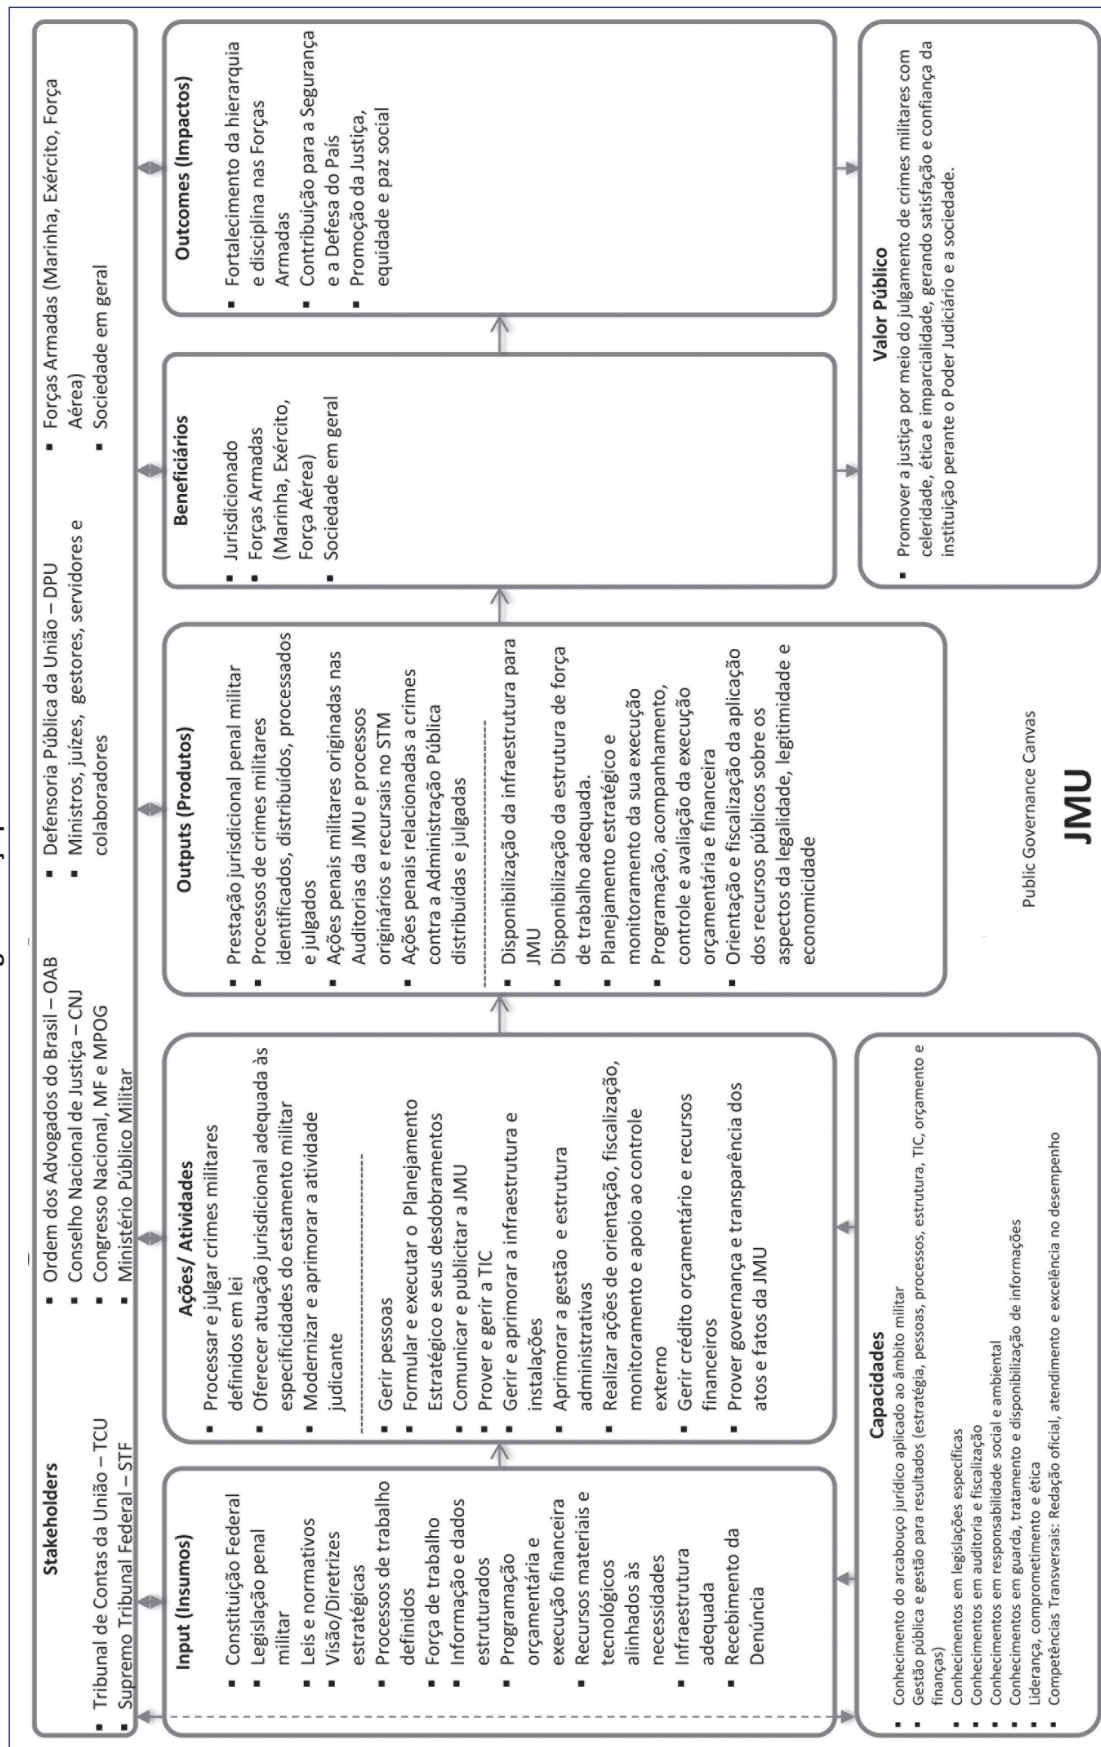 Stakeholders
▪ Tribunal de Contas da União – TCU
▪ Supremo Tribunal Federal – STF
▪ Ordem dos Advogados do Brasil – OAB
▪ Conselho Nacional de Justiça – CNJ
▪ Congresso Nacional, MF e MPOG
▪ Ministério Público Militar
▪ Defensoria Pública da União – DPU
▪ Ministros, juízes, gestores, servidores e
colaboradores
▪ Forças Armadas (Marinha, Exército, Força
Aérea)
▪ Sociedade em geral
Input (Insumos)
▪ Constituição Federal
▪ Legislação penal
militar
▪ Leis e normativos
▪ Visão/Diretrizes
estratégicas
▪ Processos de trabalho
definidos
▪ Força de trabalho
▪ Informação e dados
estruturados
▪ Programação
orçamentária e
execução financeira
▪ Recursos materiais e
tecnológicos
alinhados às
necessidades
▪ Infraestrutura
adequada
▪ Recebimento da
Denúncia
Ações/ Atividades
▪ Processar e julgar crimes militares
definidos em lei
▪ Oferecer atuação jurisdicional adequada às
especificidades do estamento militar
▪ Modernizar e aprimorar a atividade
judicante
▪ Gerir pessoas
▪ Formular e executar o Planejamento
Estratégico e seus desdobramentos
▪ Comunicar e publicitar a JMU
▪ Prover e gerir a TIC
▪ Gerir e aprimorar a infraestrutura e
instalações
▪ Aprimorar a gestão e estrutura
administrativas
▪ Realizar ações de orientação, fiscalização,
monitoramento e apoio ao controle
externo
▪ Gerir crédito orçamentário e recursos
financeiros
▪ Prover governança e transparência dos
atos e fatos da JMU
Outputs (Produtos)
▪ Prestação jurisdicional penal militar
▪ Processos de crimes militares
identificados, distribuídos, processados
e julgados
▪ Ações penais militares originadas nas
Auditorias da JMU e processos
originários e recursais no STM
▪ Ações penais relacionadas a crimes
contra a Administração Pública
distribuídas e julgadas
▪ Disponibilização da infraestrutura para
JMU
▪ Disponibilização da estrutura de força
de trabalho adequada.
▪ Planejamento estratégico e
monitoramento da sua execução
▪ Programação, acompanhamento,
controle e avaliação da execução
orçamentária e financeira
▪ Orientação e fiscalização da aplicação
dos recursos públicos sobre os
aspectos da legalidade, legitimidade e
economicidade
Beneficiários
▪ Jurisdicionado
▪ Forças Armadas
(Marinha, Exército,
Força Aérea)
▪ Sociedade em geral
Outcomes (Impactos)
▪ Fortalecimento da hierarquia
e disciplina nas Forças
Armadas
▪ Contribuição para a Segurança
e a Defesa do País
▪ Promoção da Justiça,
equidade e paz social
Capacidades
▪ Conhecimento do arcabouço jurídico aplicado ao âmbito militar
▪ Gestão pública e gestão para resultados (estratégia, pessoas, processos, estrutura, TIC, orçamento e
finanças)
▪ Conhecimentos em legislações específicas
▪ Conhecimentos em auditoria e fiscalização
▪ Conhecimentos em responsabilidade social e ambiental
▪ Conhecimentos em guarda, tratamento e disponibilização de informações
▪ Liderança, comprometimento e ética
▪ Competências Transversais: Redação oficial, atendimento e excelência no desempenho
Public Governance Canvas
JMU
Valor Público
▪ Promover a justiça por meio do julgamento de crimes militares com
celeridade, ética e imparcialidade, gerando satisfação e confiança da
instituição perante o Poder Judiciário e a sociedade.